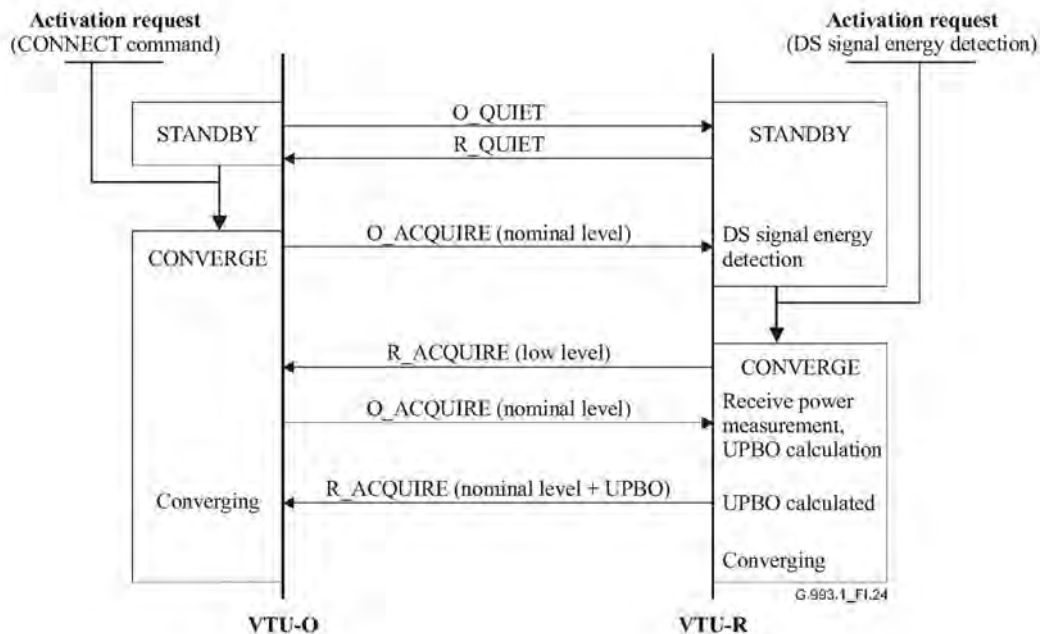 Activation request
(CONNECT command)
Activation request
(DS signal energy detection)
STANDBY
O_QUIET
STANDBY
R_QUIET
O_ACQUIRE (nominal level)
DS signal energy
detection
CONVERGE
R_ACQUIRE (low level)
CONVERGE
O_ACQUIRE (nominal level)
Receive power
measurement,
UPBO calculation
R_ACQUIRE (nominal level + UPBO)
Converging
UPBO calculated
Converging
G.993.1_FI.24
VTU-O
VTU-R